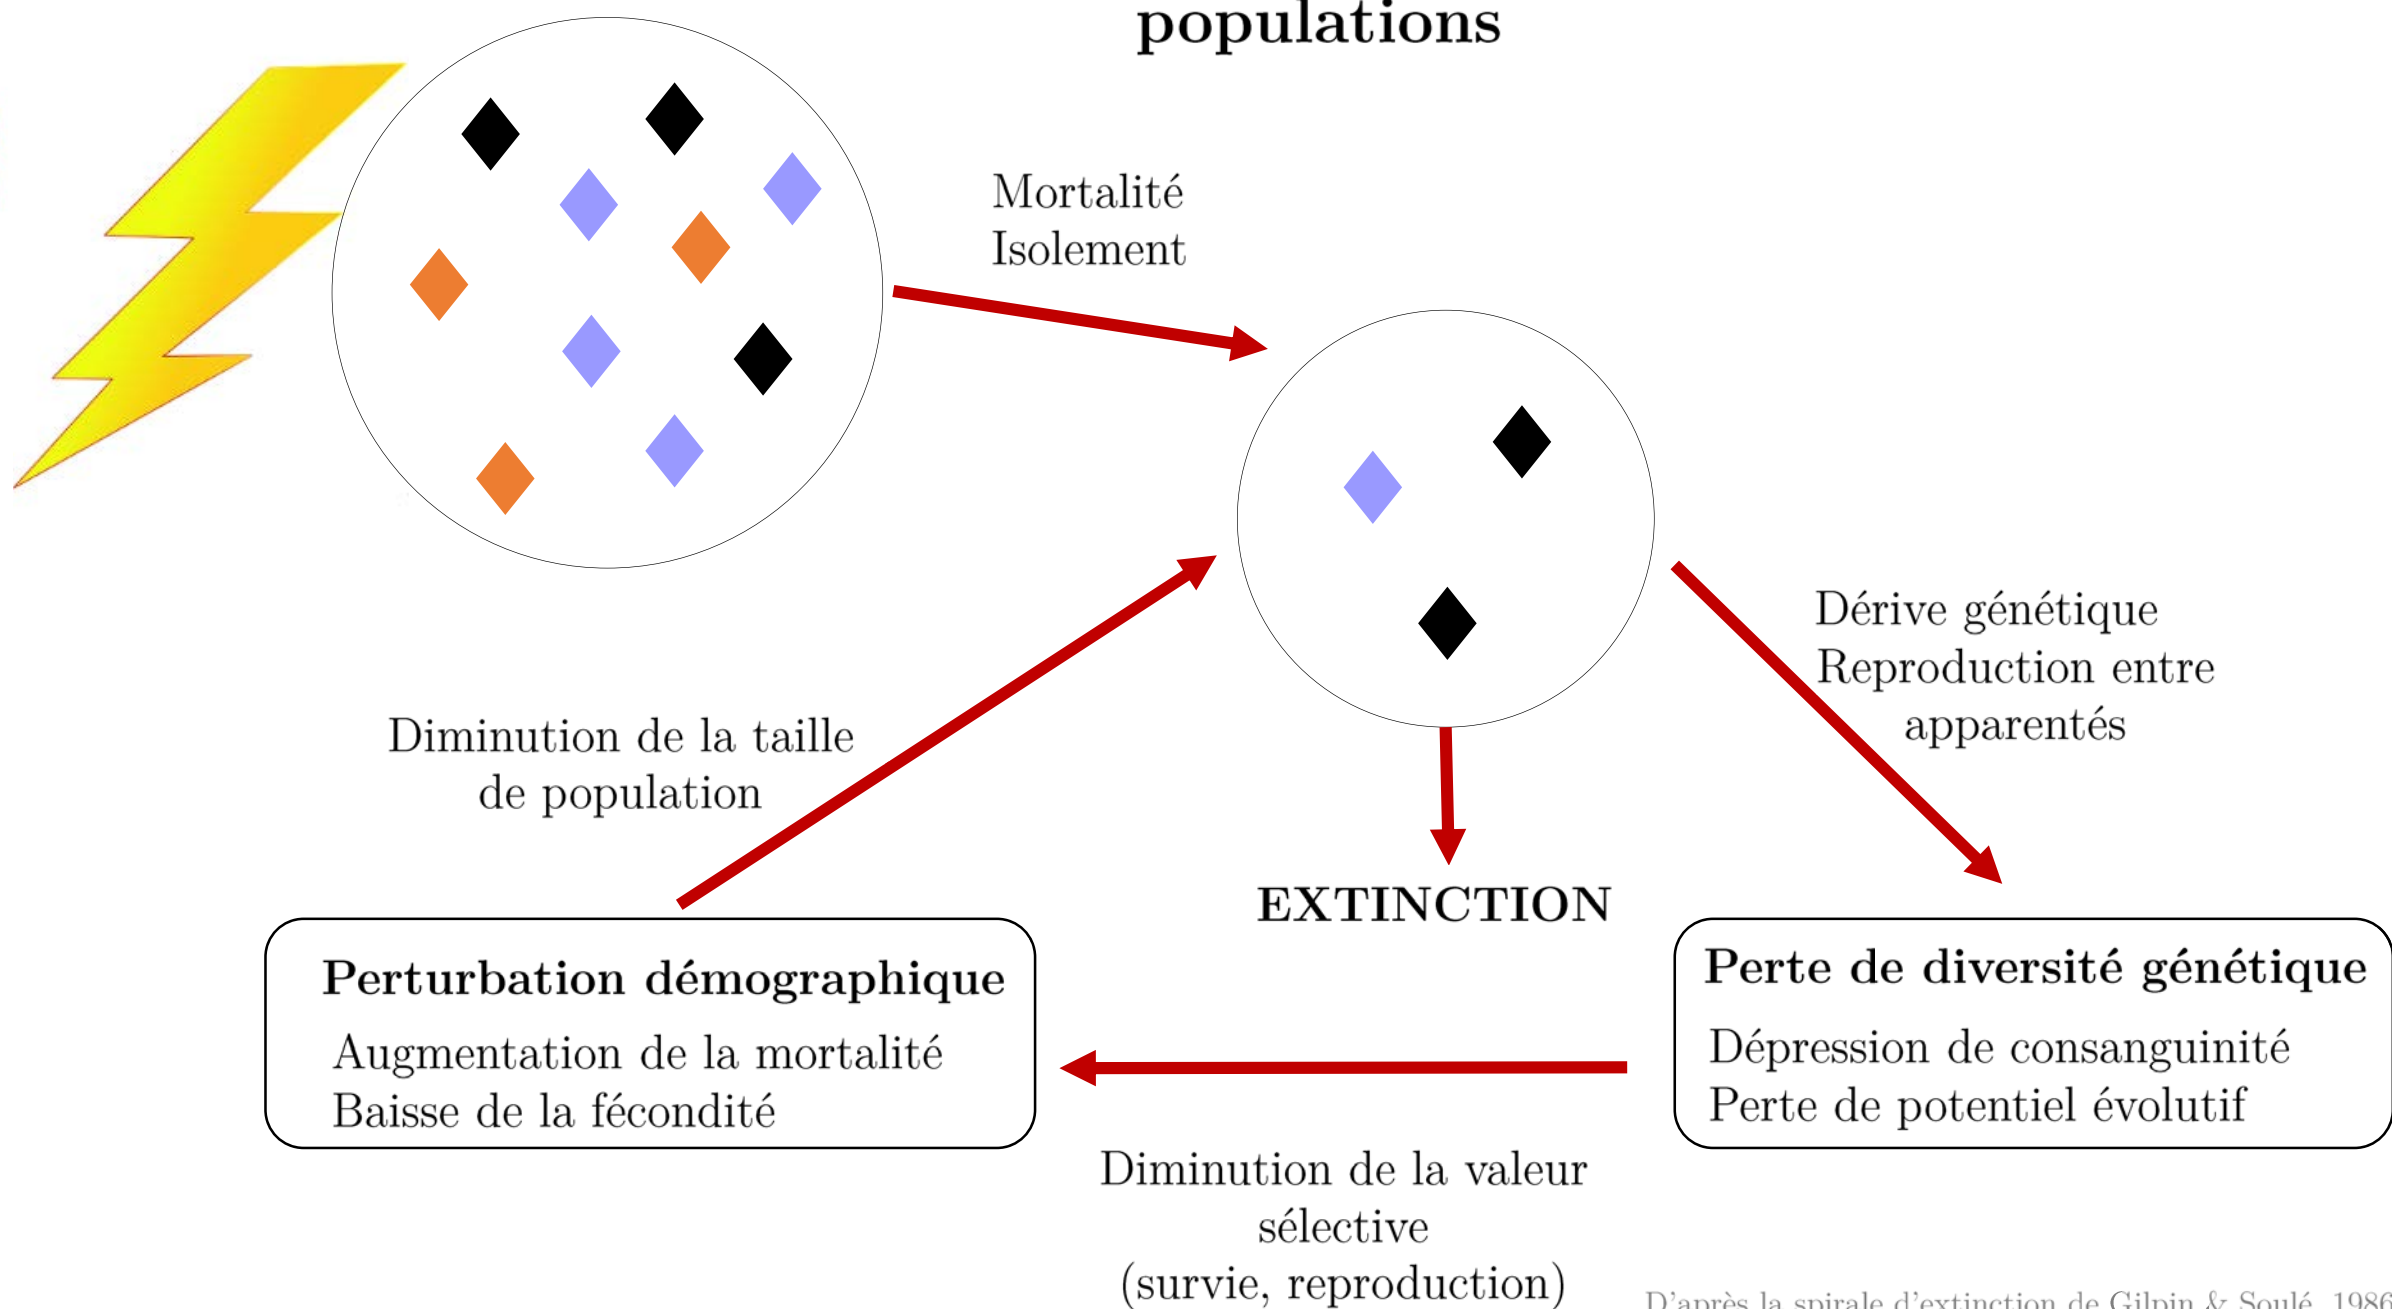 populations
Mortalité
Isolement
Dérive génétique
Reproduction entre
apparentés
Diminution de la taille
de population
EXTINCTION
Perturbation démographique
Augmentation de la mortalité
Baisse de la fécondité
Perte de diversité génétique
Dépression de consanguinité
Perte de potentiel évolutif
Diminution de la valeur
sélective
(survie, reproduction)
D'après la spirale d'extinction de Gilpin & Soulé, 1986